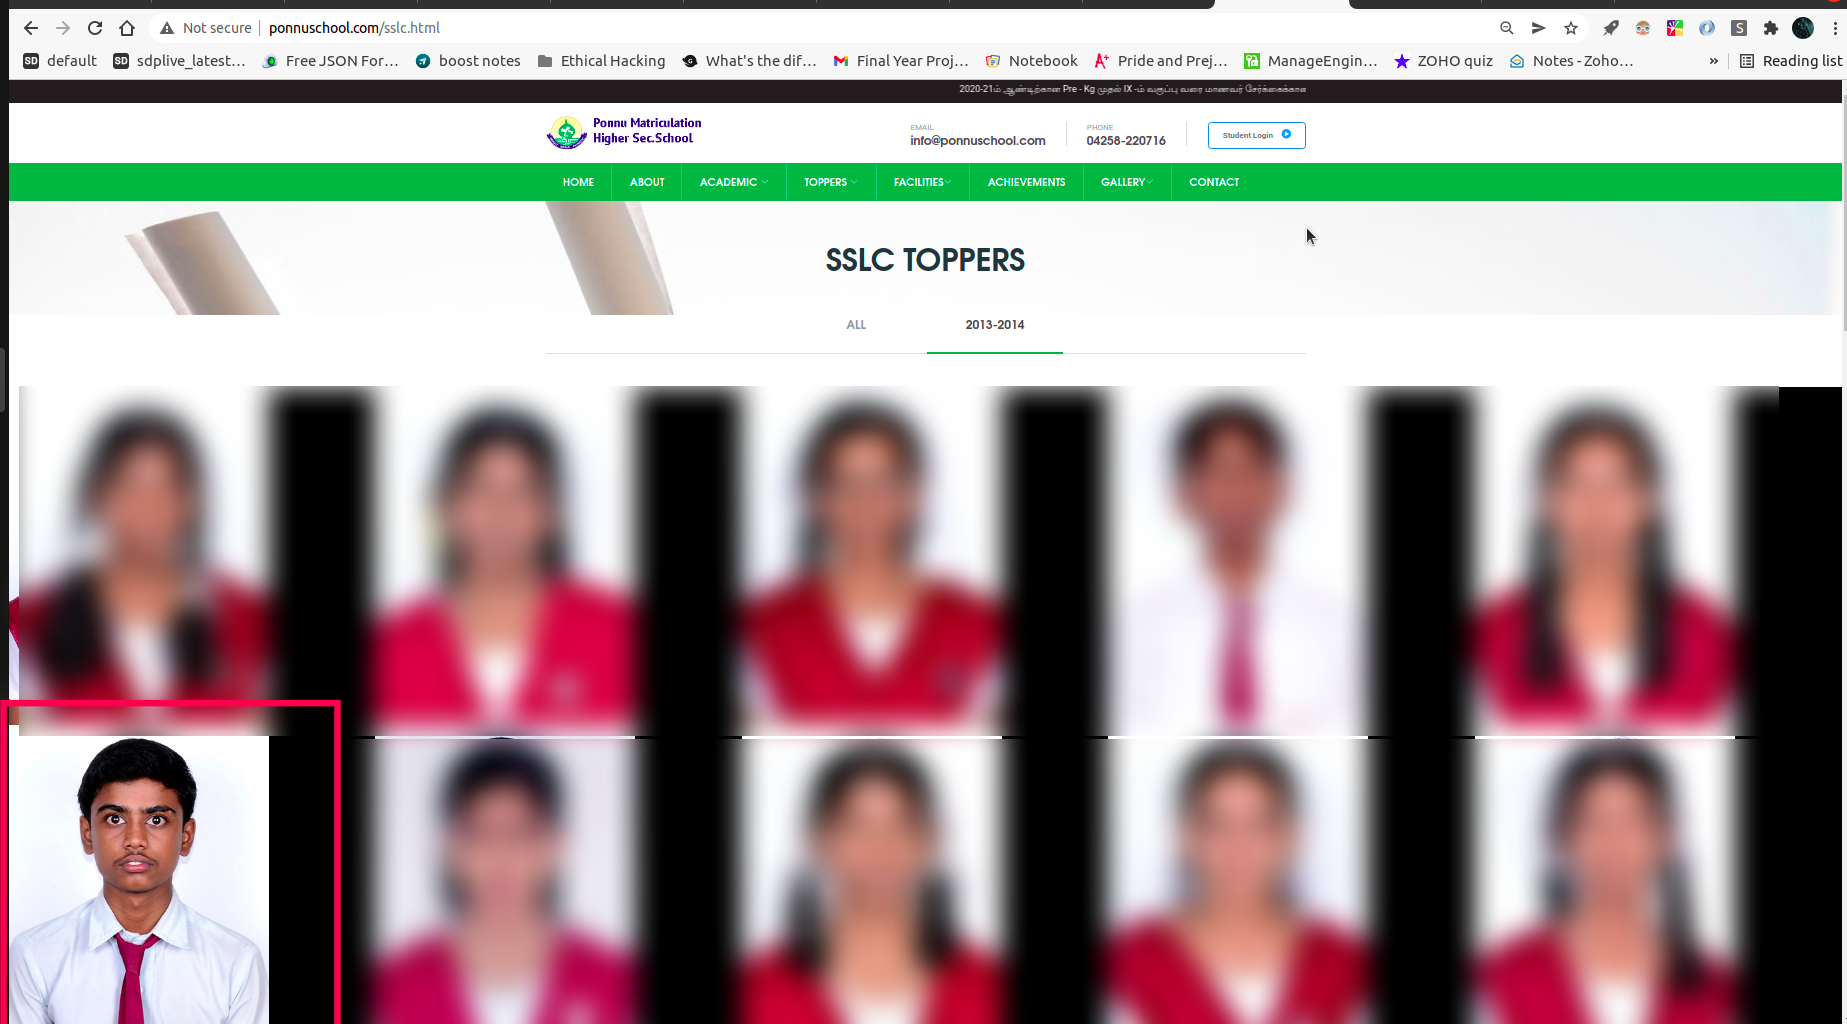 Not secure | ponnuschool.com/sslc.html
default SD sdplive_latest... Free JSON For... boost notes Ethical Hacking What's the dif... Final Year Proj... Notebook Pride and Prej... ManageEngin... ZOHO quiz Notes - Zoho... » Reading list
2020-21ம் ஆண்டிற்கான Pre - Kg முதல் IX -ம் வகுப்பு வரை மாணவர் சேர்க்கைக்கான
Ponnu Matriculation
Higher Sec.School
EMAIL
info@ponnuschool.com
PHONE
04258-220716
Student Login
HOME ABOUT ACADEMIC TOPPERS FACILITIES ACHIEVEMENTS GALLERY CONTACT
SSLC TOPPERS
ALL 2013-2014